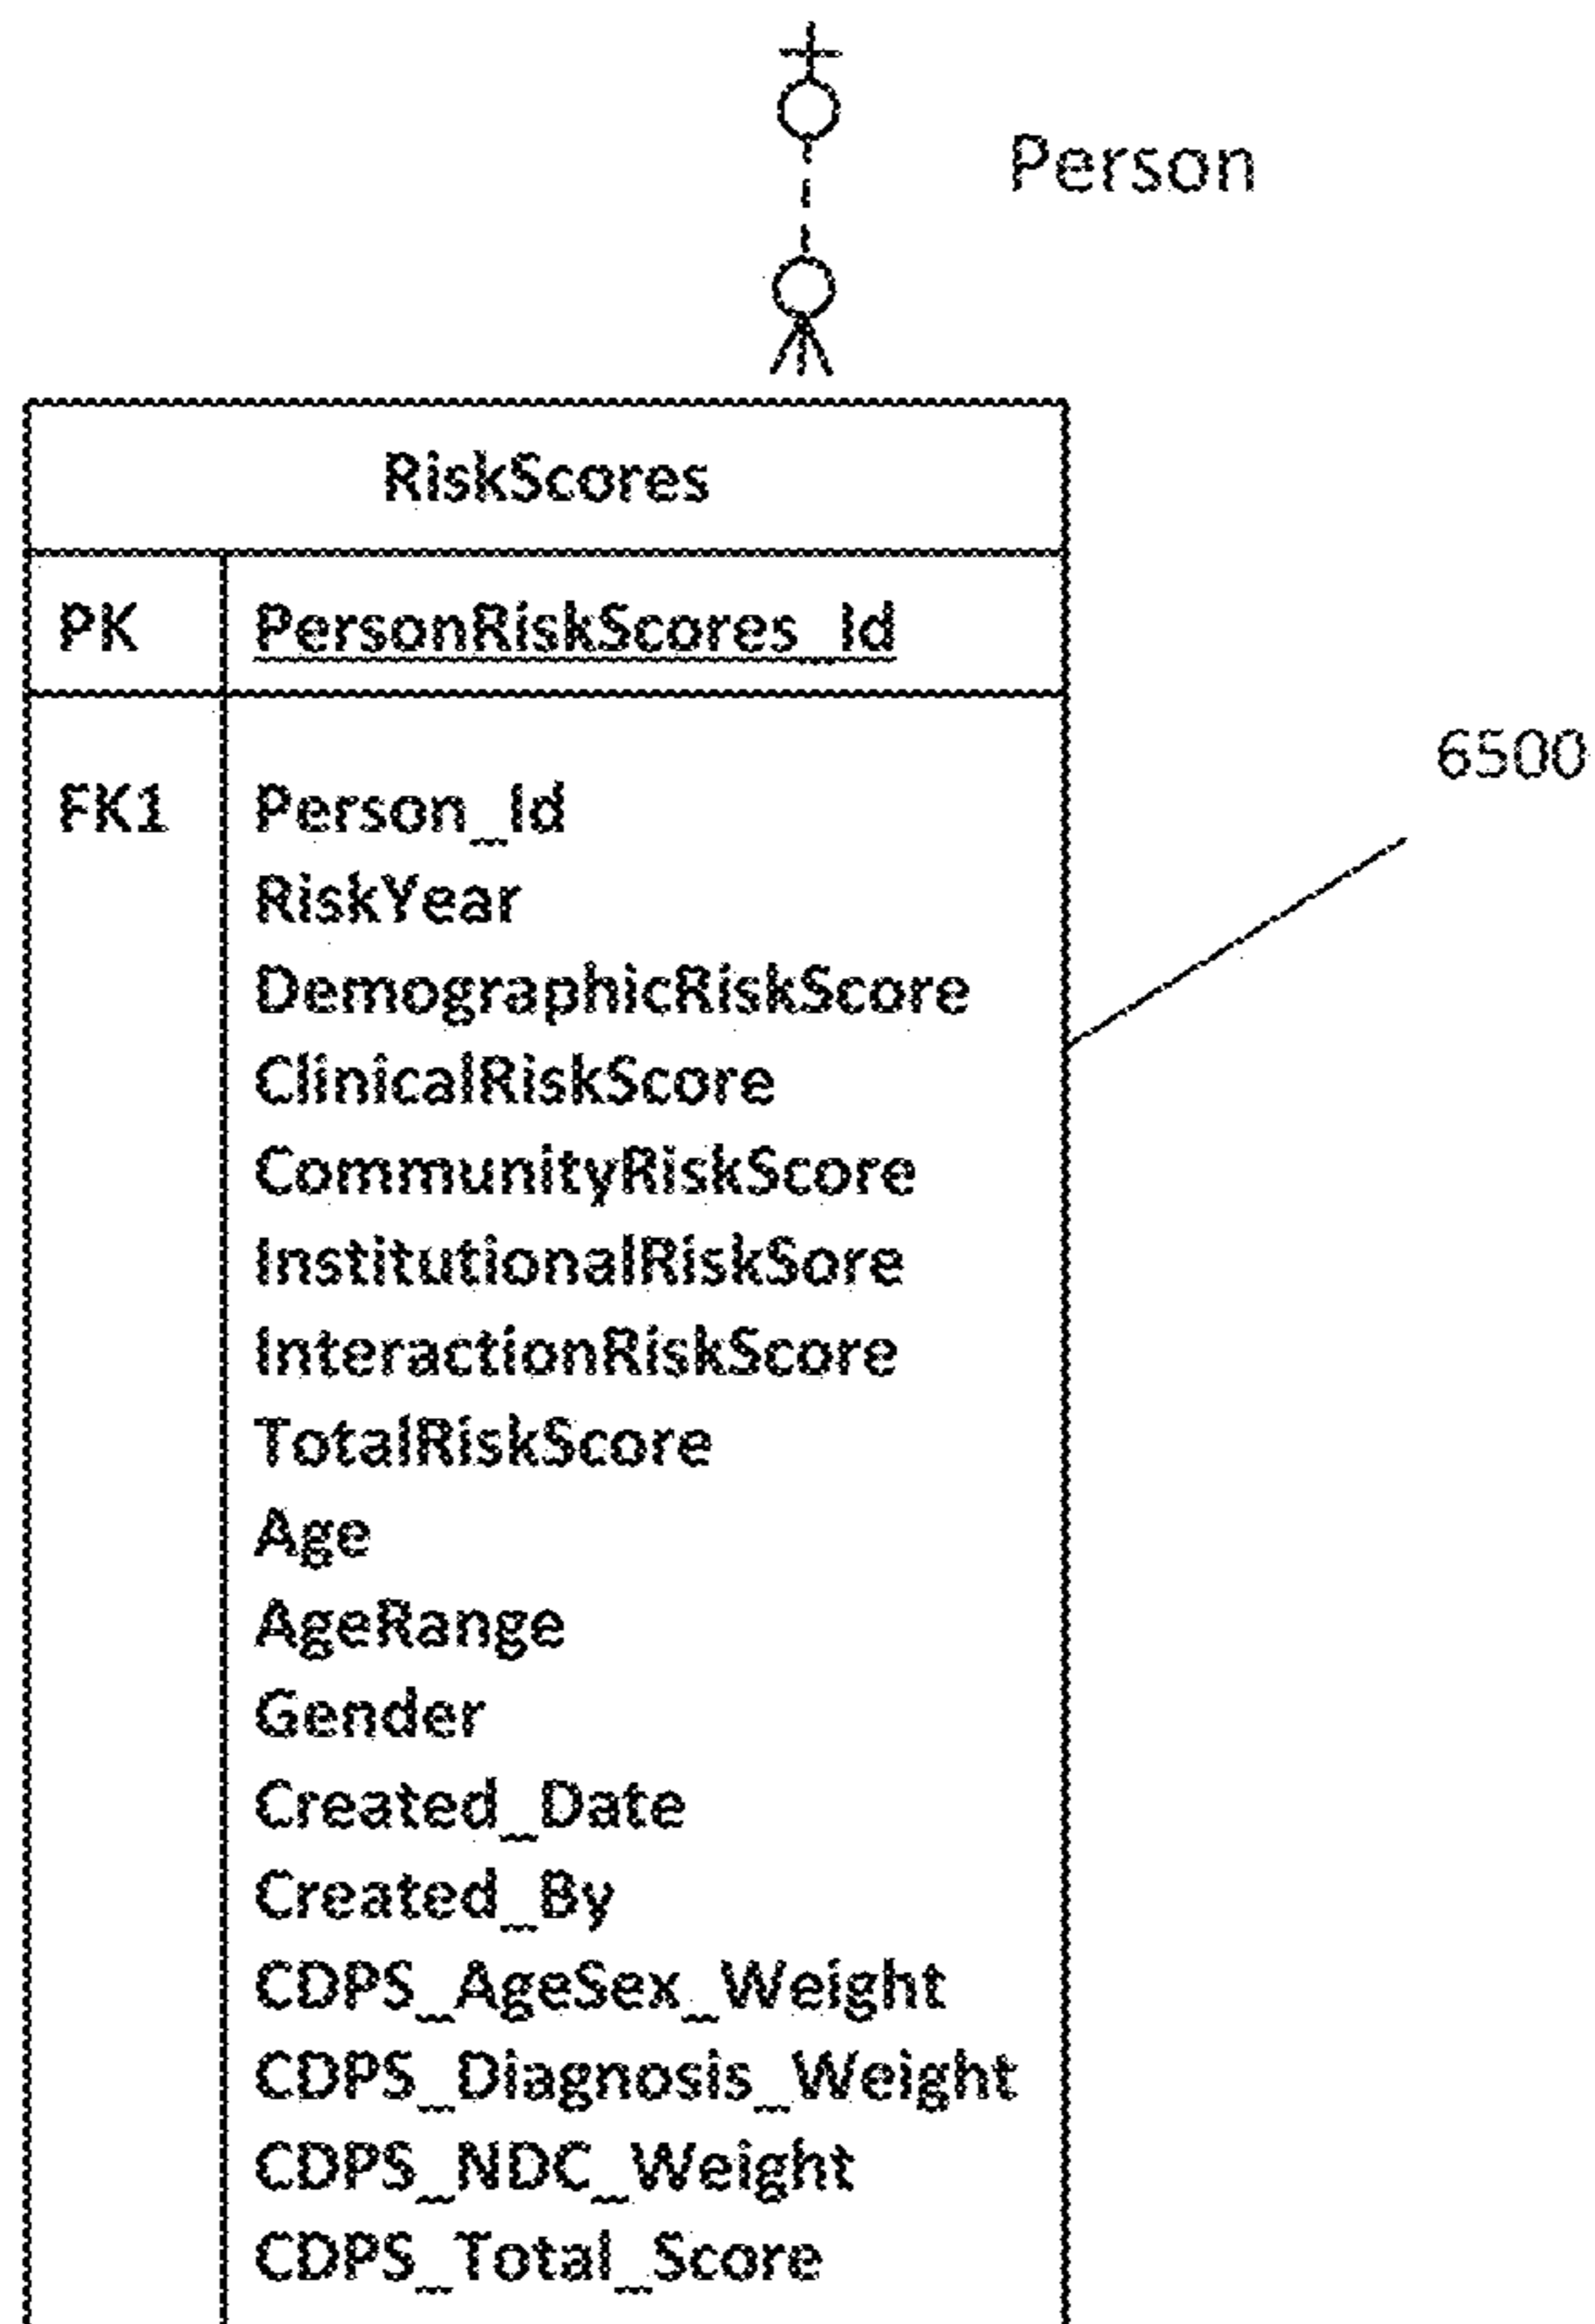 Person
RiskScores
PK PersonRiskScores_Id
6500
FK1 Person_Id
RiskYear
DemographicRiskScore
ClinicalRiskScore
CommunityRiskScore
InstitutionalRiskSore
InteractionRiskScore
TotalRiskScore
Age
AgeRange
Gender
Created_Date
Created_By
CDPS_AgeSex_Weight
CDPS_Diagnosis_Weight
CDPS_NDC_Weight
CDPS_Total_Score